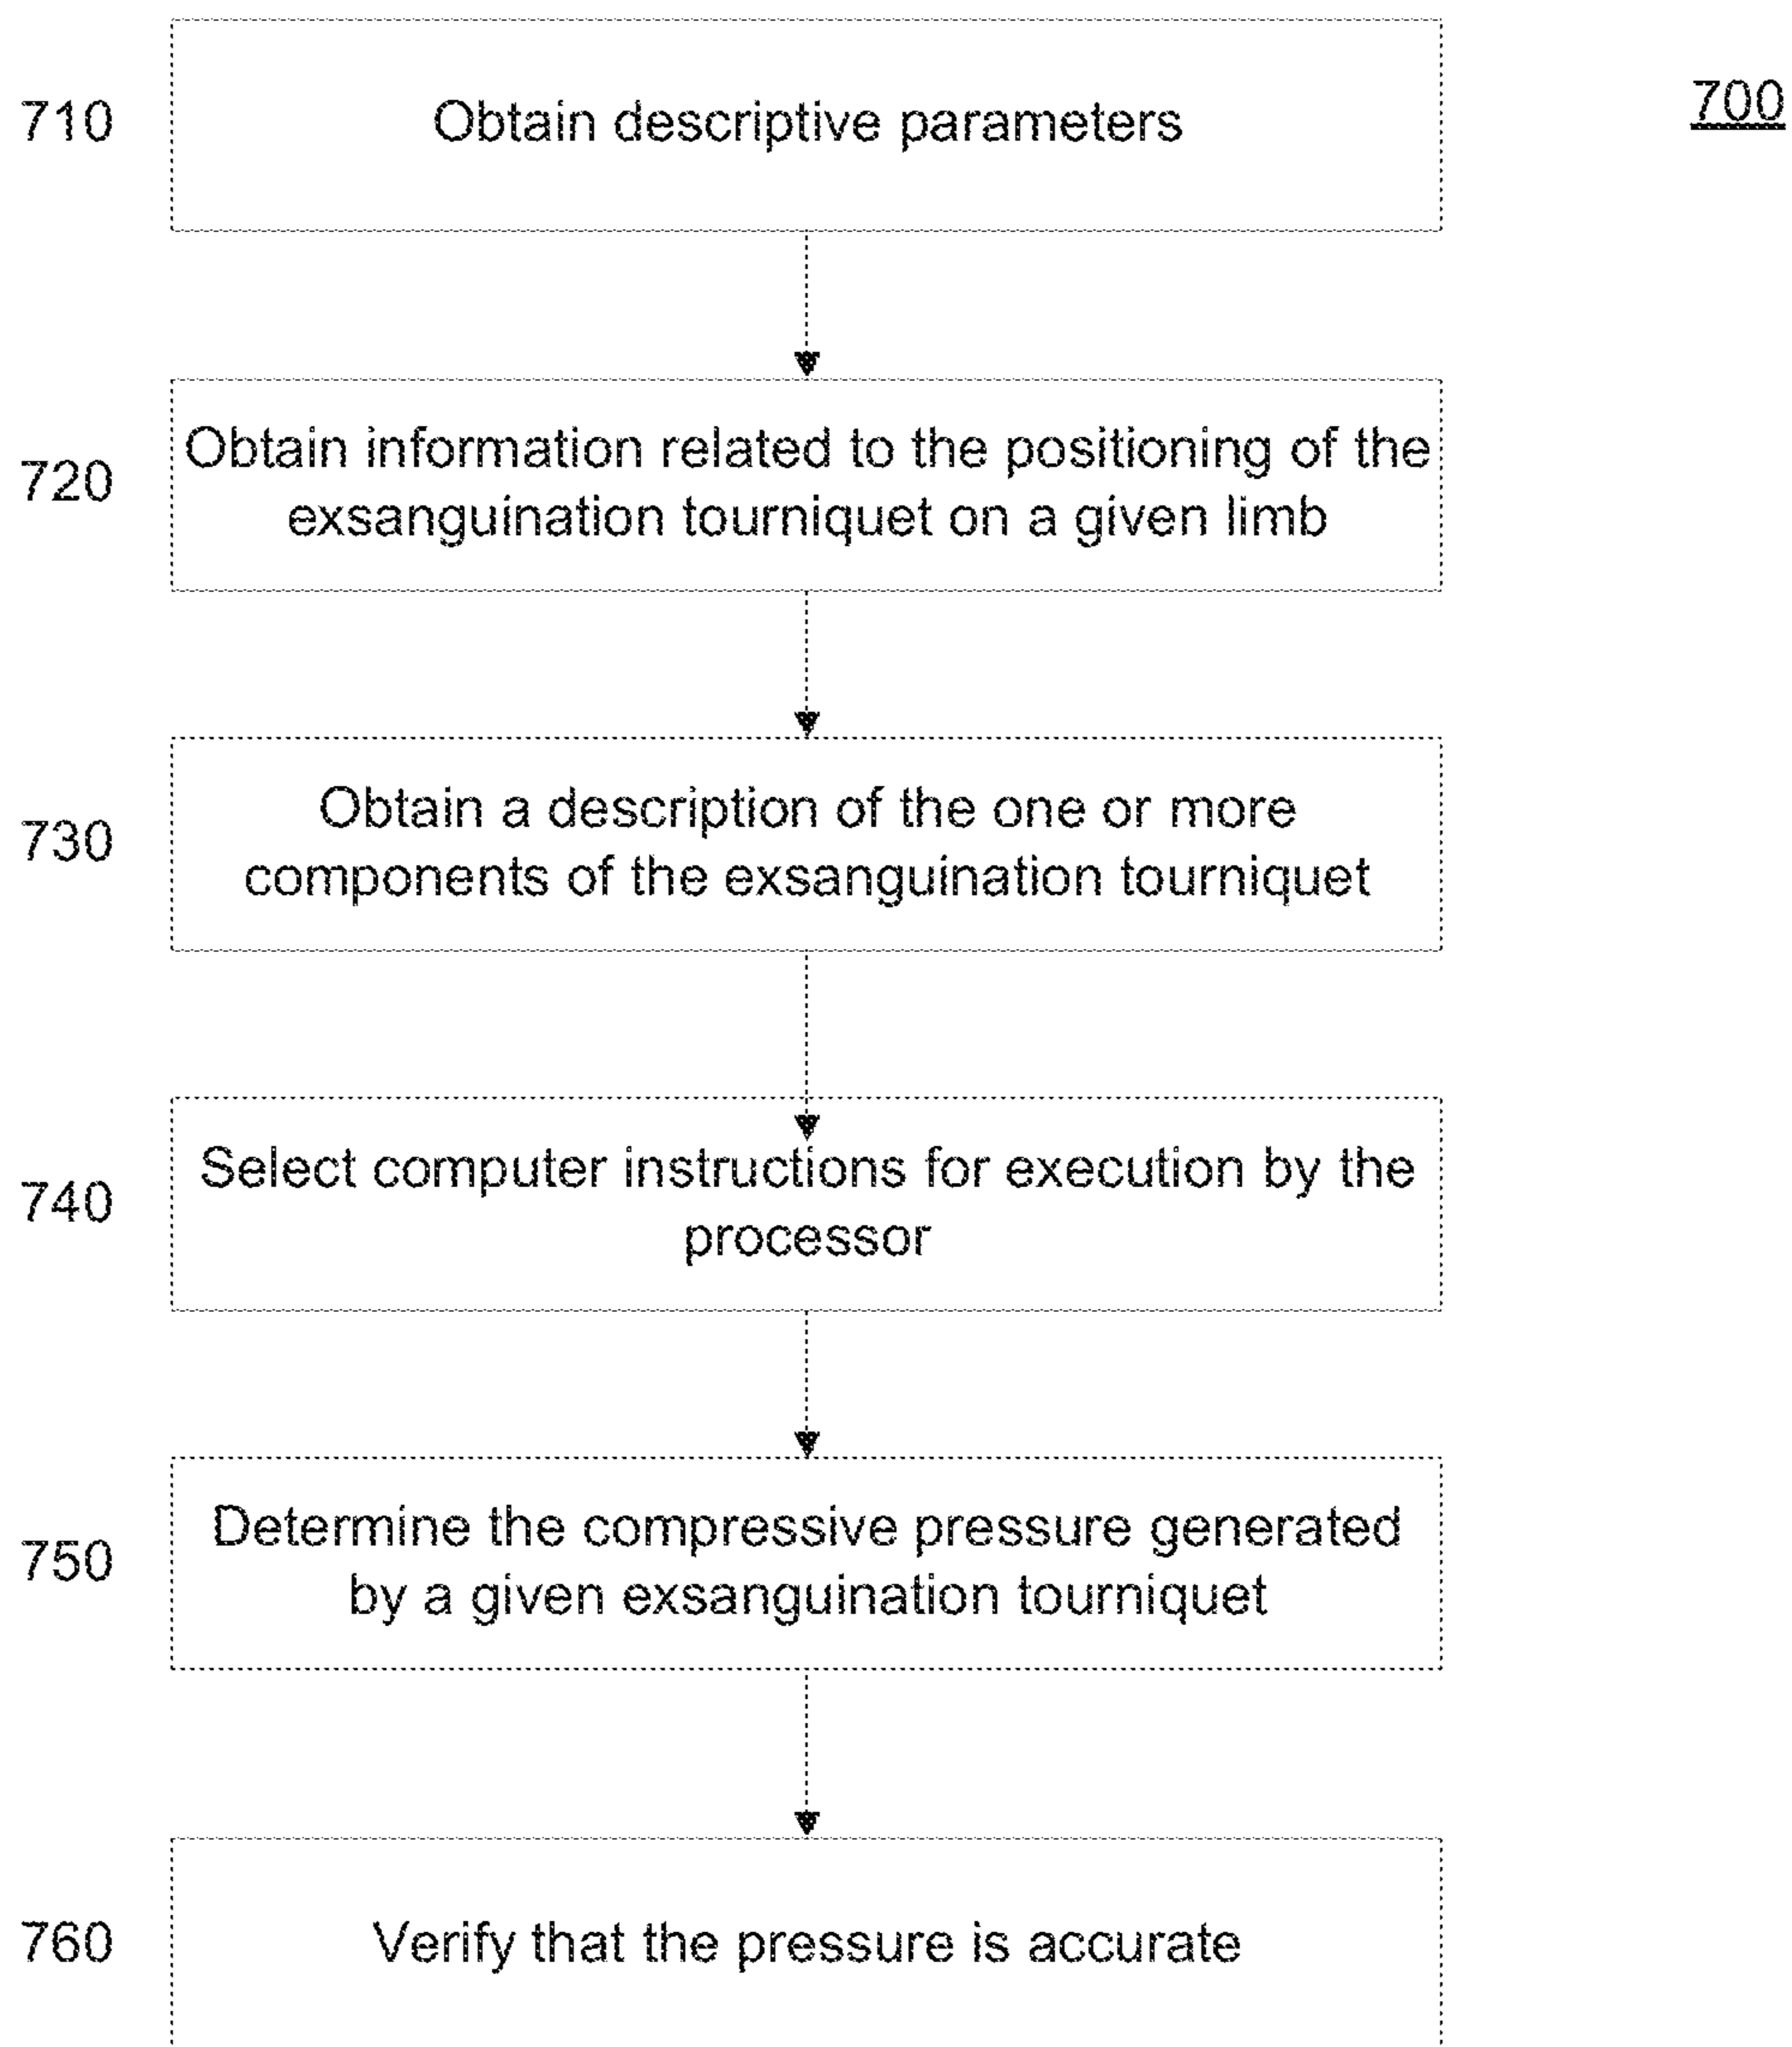 710
Obtain descriptive parameters
700
720
Obtain information related to the positioning of the
exsanguination tourniquet on a given limb
730
Obtain a description of the one or more
components of the exsanguination tourniquet
740
Select computer instructions for execution by the
processor
750
Determine the compressive pressure generated
by a given exsanguination tourniquet
760
Verify that the pressure is accurate